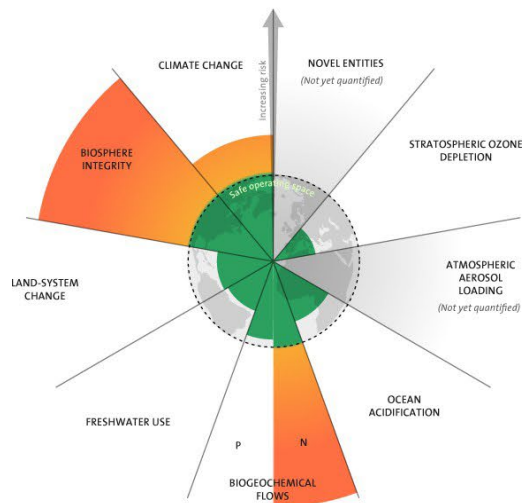 CLIMATE CHANGE
Increasing risk
NOVEL ENTITIES
(Not yet quantified)
STRATOSPHERIC OZONE
DEPLETION
BIOSPHERE
INTEGRITY
Safe operating space
ATMOSPHERIC
AEROSOL
LOADING
(Not yet quantified)
LAND-SYSTEM
CHANGE
OCEAN
ACIDIFICATION
FRESHWATER USE
P
N
BIOGEOCHEMICAL
FLOWS